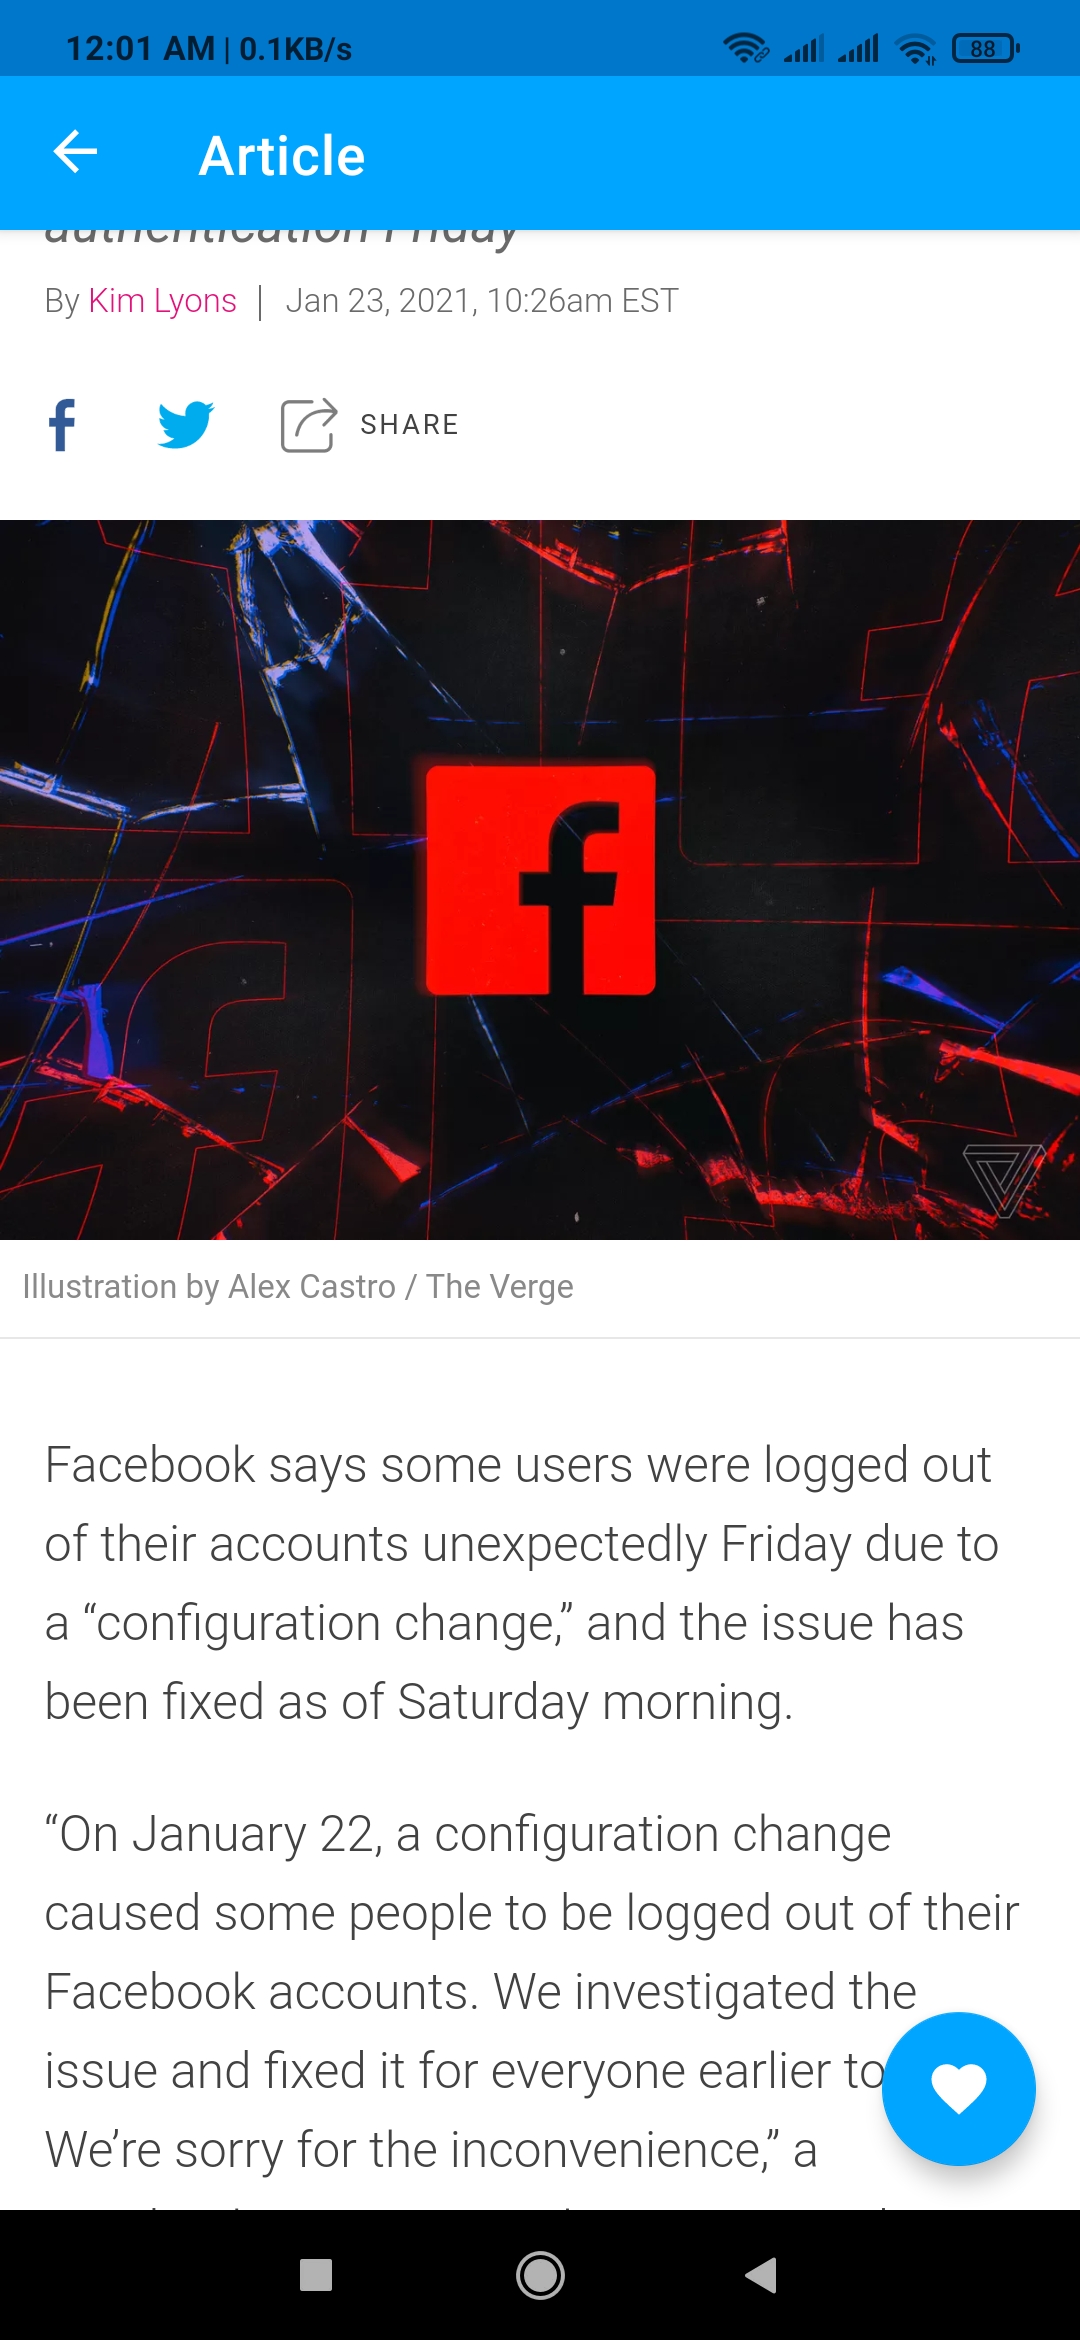 12:01 AM | 0.1KB/s
88
Article
authentication Friday
By Kim Lyons | Jan 23, 2021, 10:26am EST
SHARE
Illustration by Alex Castro / The Verge
Facebook says some users were logged out
of their accounts unexpectedly Friday due to
a “configuration change,” and the issue has
been fixed as of Saturday morning.
“On January 22, a configuration change
caused some people to be logged out of their
Facebook accounts. We investigated the
issue and fixed it for everyone earlier to
We’re sorry for the inconvenience,” a